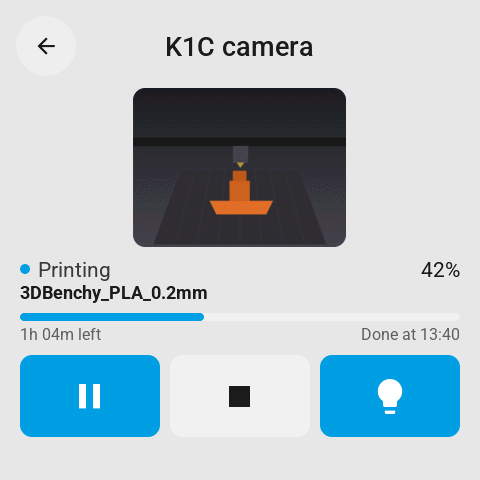 K1C camera
Printing 42%
3DBenchy_PLA_0.2mm
1h 04m left Done at 13:40